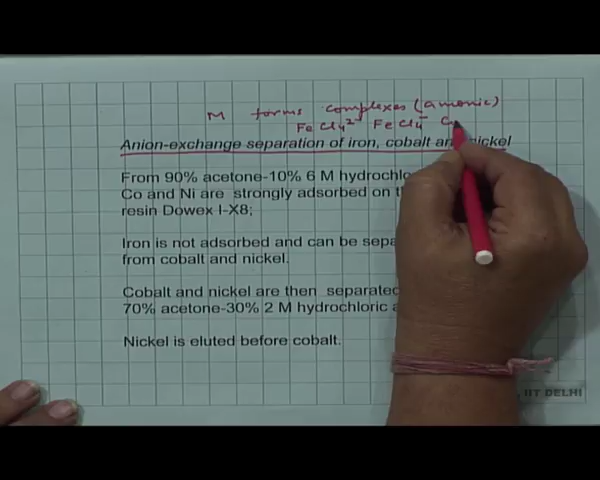 M forms complexes (anionic)
FeCl4²⁻ FeCl4⁻ C
Anion-exchange separation of iron, cobalt and nickel
From 90% acetone-10% 6 M hydrochlo
Co and Ni are strongly adsorbed on th
resin Dowex I-X8;
Iron is not adsorbed and can be sepa
from cobalt and nickel.
Cobalt and nickel are then separated
70% acetone-30% 2 M hydrochloric a
Nickel is eluted before cobalt.
, IIT DELHI